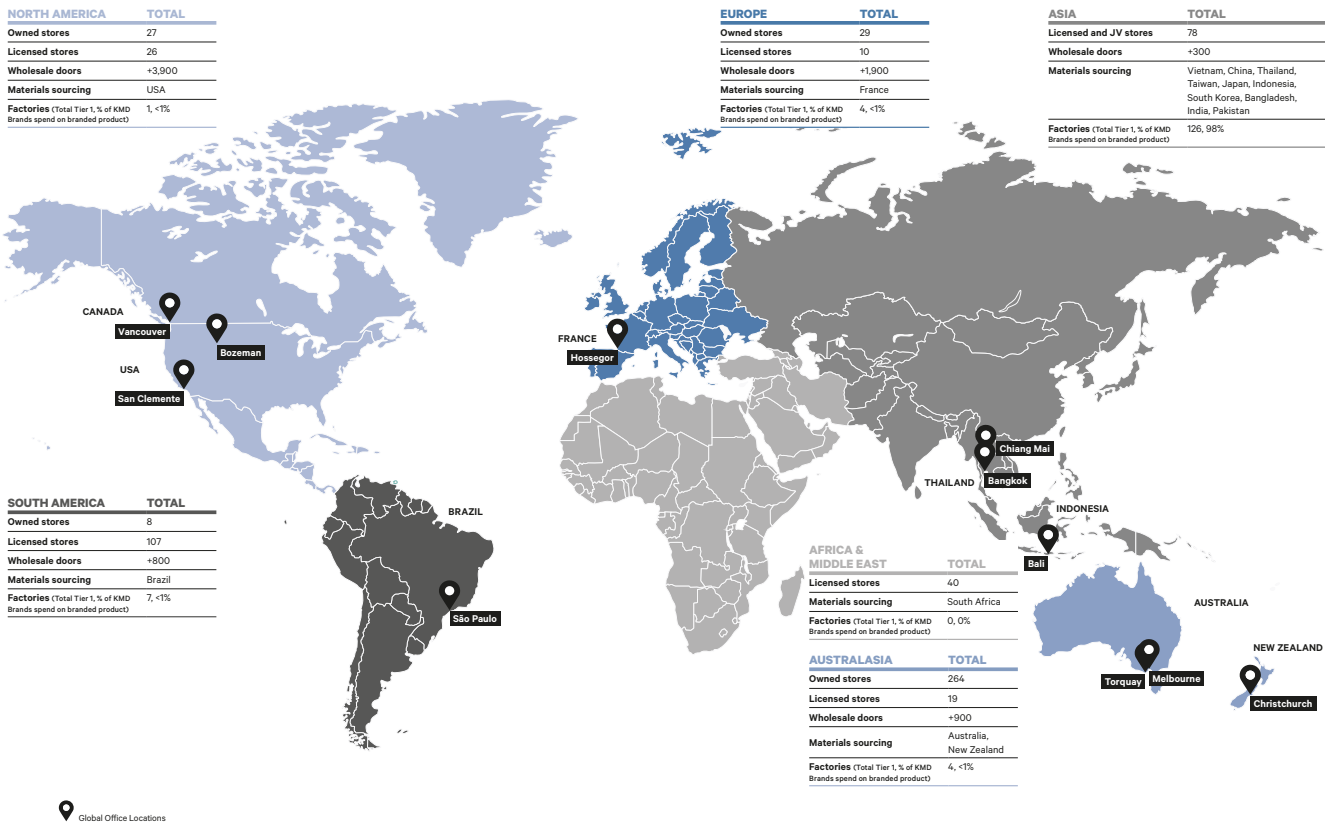 NORTH AMERICA TOTAL
Owned stores 27
Licensed stores 26
Wholesale doors +3,900
Materials sourcing USA
Factories (Total Tier 1, % of KMD 1, <1%
Brands spend on branded product)
EUROPE TOTAL
Owned stores 29
Licensed stores 10
Wholesale doors +1,900
Materials sourcing France
Factories (Total Tier 1, % of KMD 4, <1%
Brands spend on branded product)
ASIA TOTAL
Licensed and JV stores 78
Wholesale doors +300
Materials sourcing Vietnam, China, Thailand,
Taiwan, Japan, Indonesia,
South Korea, Bangladesh,
India, Pakistan
Factories (Total Tier 1, % of KMD 126, 98%
Brands spend on branded product)
CANADA
Vancouver
Bozeman
USA
San Clemente
FRANCE
Hossegor
Chiang Mai
THAILAND
Bangkok
INDONESIA
Bali
SOUTH AMERICA TOTAL
Owned stores 8
Licensed stores 107
Wholesale doors +800
Materials sourcing Brazil
Factories (Total Tier 1, % of KMD 7, <1%
Brands spend on branded product)
BRAZIL
São Paulo
AFRICA &
MIDDLE EAST TOTAL
Licensed stores 40
Materials sourcing South Africa
Factories (Total Tier 1, % of KMD 0, 0%
Brands spend on branded product)
AUSTRALIA
NEW ZEALAND
Torquay
Melbourne
Christchurch
AUSTRALASIA TOTAL
Owned stores 264
Licensed stores 19
Wholesale doors +900
Materials sourcing Australia,
New Zealand
Factories (Total Tier 1, % of KMD 4, <1%
Brands spend on branded product)
Global Office Locations